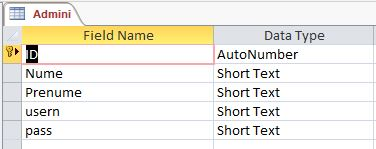 Admini
Field Name Data Type
ID AutoNumber
Nume Short Text
Prenume Short Text
usern Short Text
pass Short Text